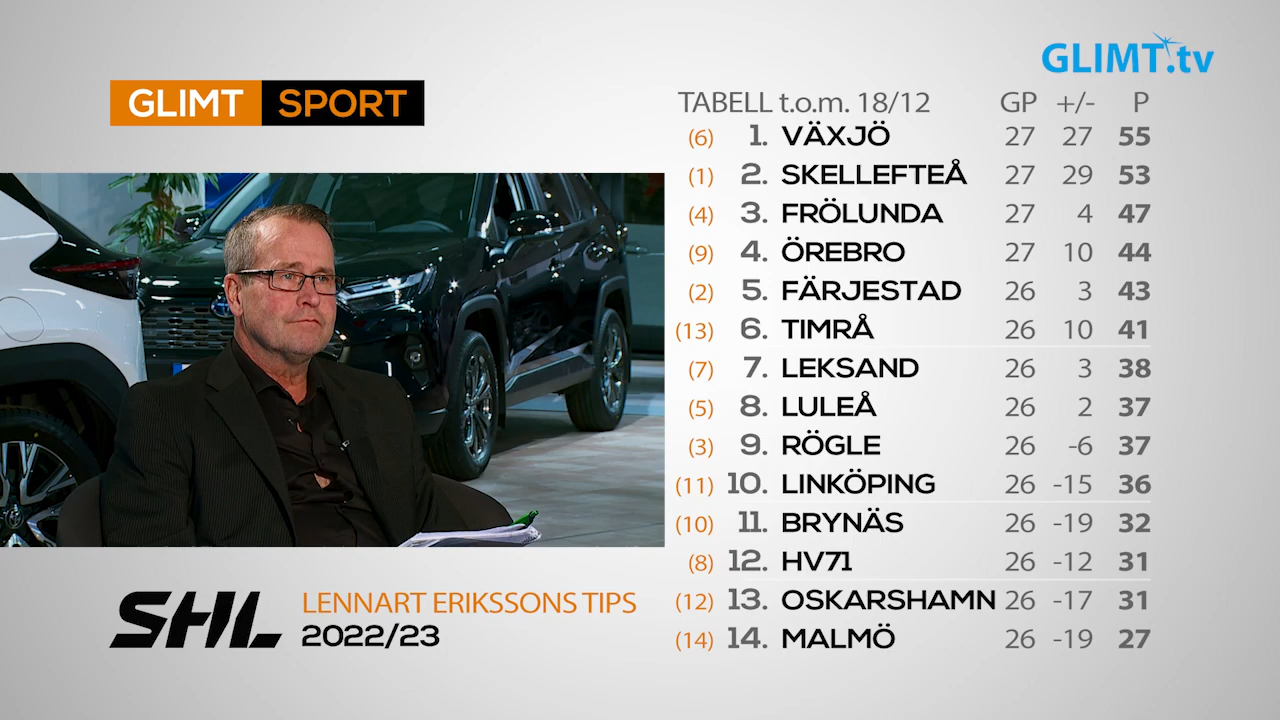 GLIMT.tv
GLIMT SPORT
TABELL t.o.m. 18/12 GP +/- P
(6) 1. VÄXJÖ 27 27 55
(1) 2. SKELLEFTEÅ 27 29 53
(4) 3. FRÖLUNDA 27 4 47
(9) 4. ÖREBRO 27 10 44
(2) 5. FÄRJESTAD 26 3 43
(13) 6. TIMRÅ 26 10 41
(7) 7. LEKSAND 26 3 38
(5) 8. LULEÅ 26 2 37
(3) 9. RÖGLE 26 -6 37
(11) 10. LINKÖPING 26 -15 36
(10) 11. BRYNÄS 26 -19 32
(8) 12. HV71 26 -12 31
(12) 13. OSKARSHAMN 26 -17 31
(14) 14. MALMÖ 26 -19 27
SHL LENNART ERIKSSONS TIPS
2022/23